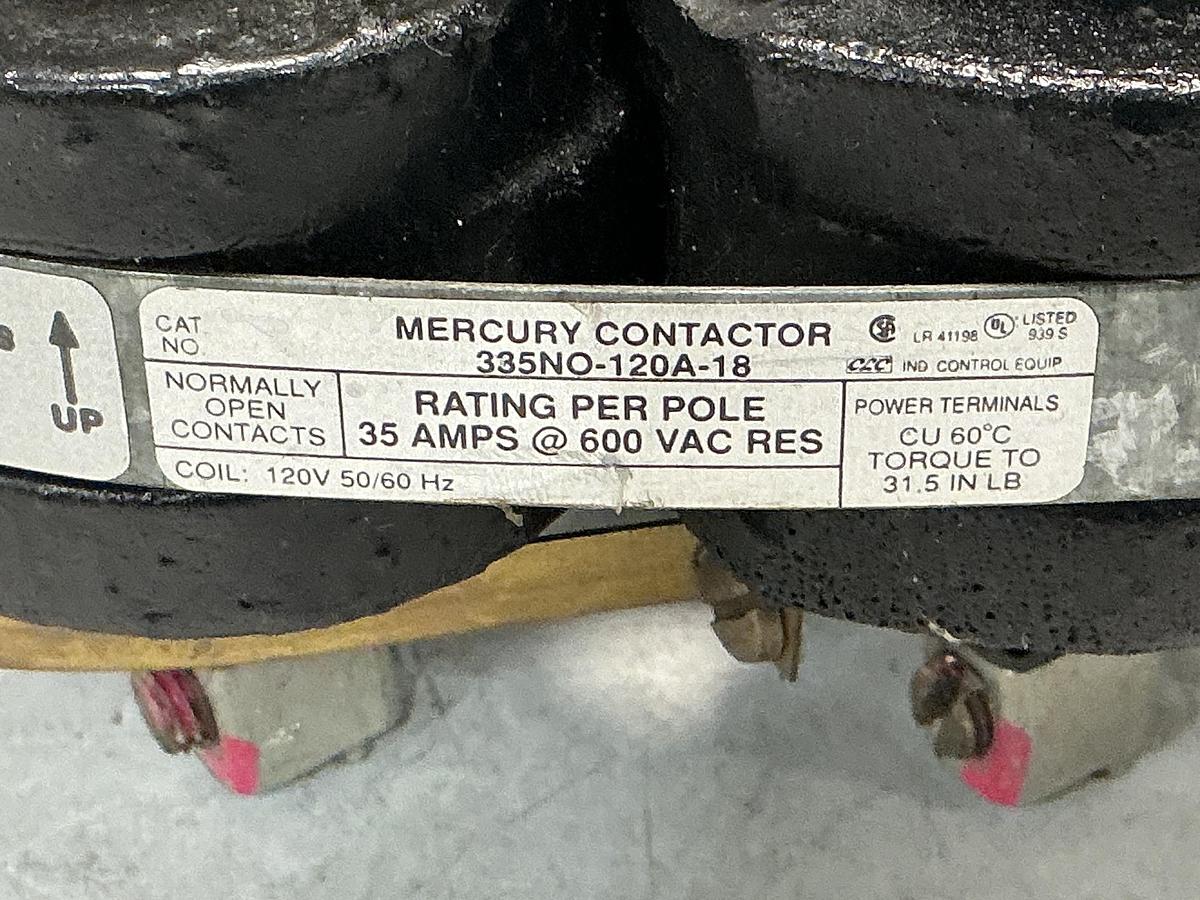 UP
CAT
NO
MERCURY CONTACTOR
335NO-120A-18
LR 41198
UL LISTED
939 S
IND CONTROL EQUIP
NORMALLY
OPEN
CONTACTS
RATING PER POLE
35 AMPS @ 600 VAC RES
COIL: 120V 50/60 Hz
POWER TERMINALS
CU 60°C
TORQUE TO
31.5 IN LB